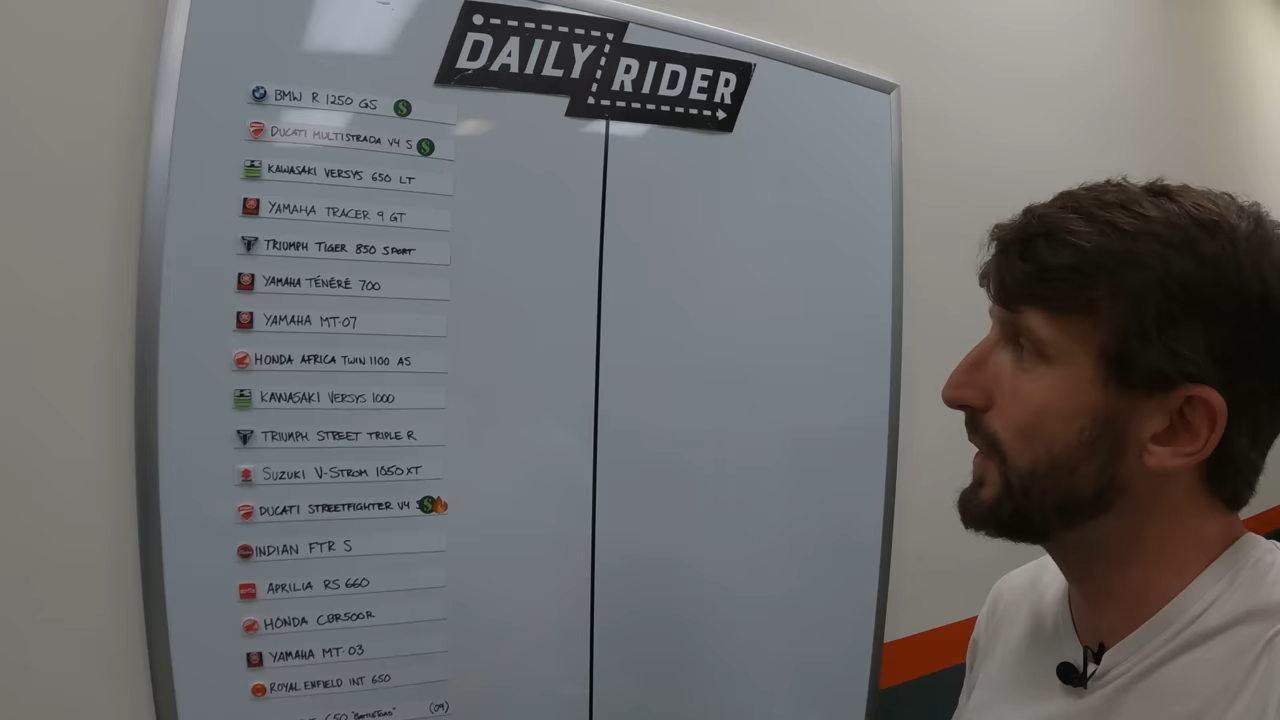 DAILY RIDER
BMW R 1250 GS $
DUCATI MULTISTRADA V4 S $
KAWASAKI VERSYS 650 LT
YAMAHA TRACER 9 GT
TRIUMPH TIGER 850 SPORT
YAMAHA TÉNÉRÉ 700
YAMAHA MT-07
HONDA AFRICA TWIN 1100 AS
KAWASAKI VERSYS 1000
TRIUMPH STREET TRIPLE R
SUZUKI V-STROM 1050XT
DUCATI STREETFIGHTER V4 S $
INDIAN FTR S
APRILIA RS 660
HONDA CBR500R
YAMAHA MT-03
ROYAL ENFIELD INT 650
650